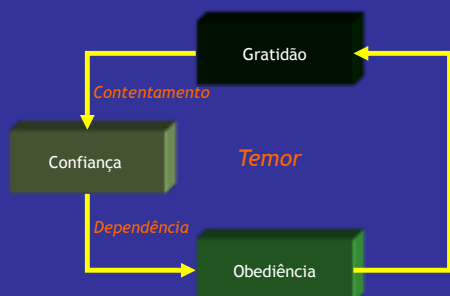 Gratidão
Contentamento
Confiança
Temor
Dependência
Obediência